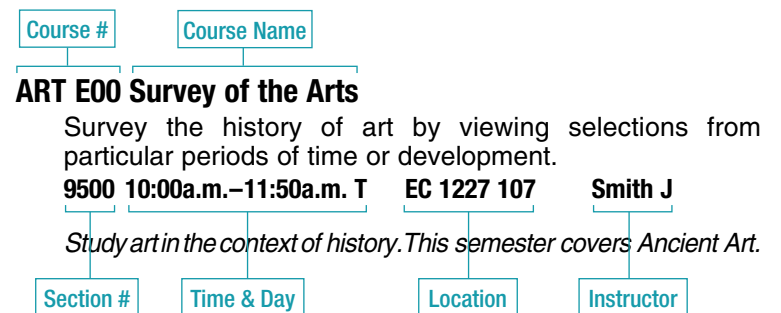 Course # Course Name
ART E00 Survey of the Arts
Survey the history of art by viewing selections from
particular periods of time or development.
9500 10:00a.m.–11:50a.m. T EC 1227 107 Smith J
Study art in the context of history. This semester covers Ancient Art.
Section # Time & Day Location Instructor